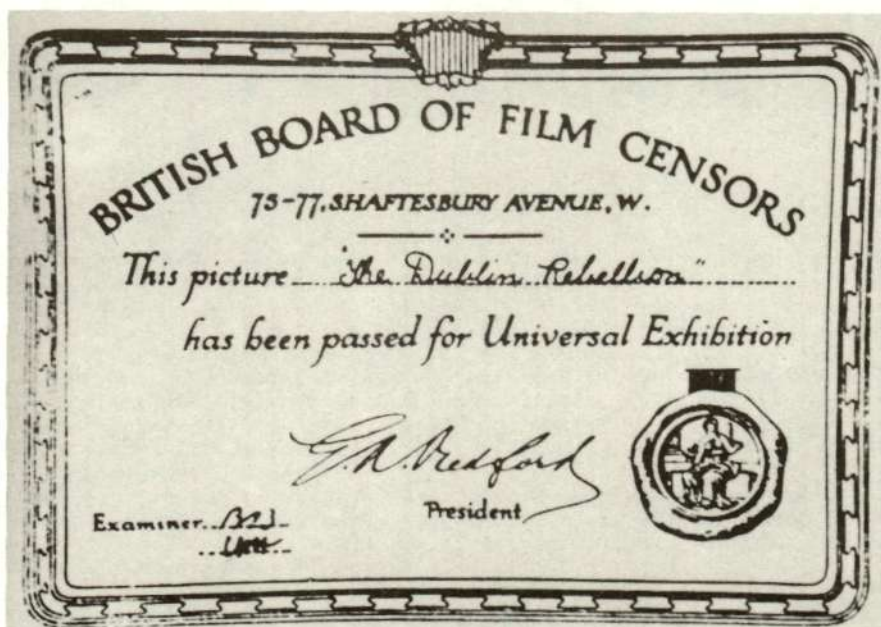 BRITISH BOARD OF FILM CENSORS
75-77, SHAFTESBURY AVENUE, W.
This picture "The Dublin Rebellion"
has been passed for Universal Exhibition
G. A. Redford
President
Examiner